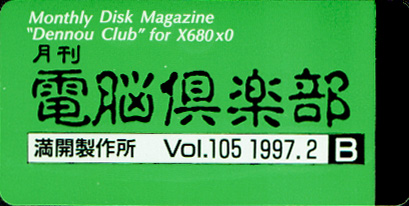 Monthly Disk Magazine
"Dennou Club" for X680x0
月刊
電脳倶楽部
満開製作所 Vol.105 1997.2 B